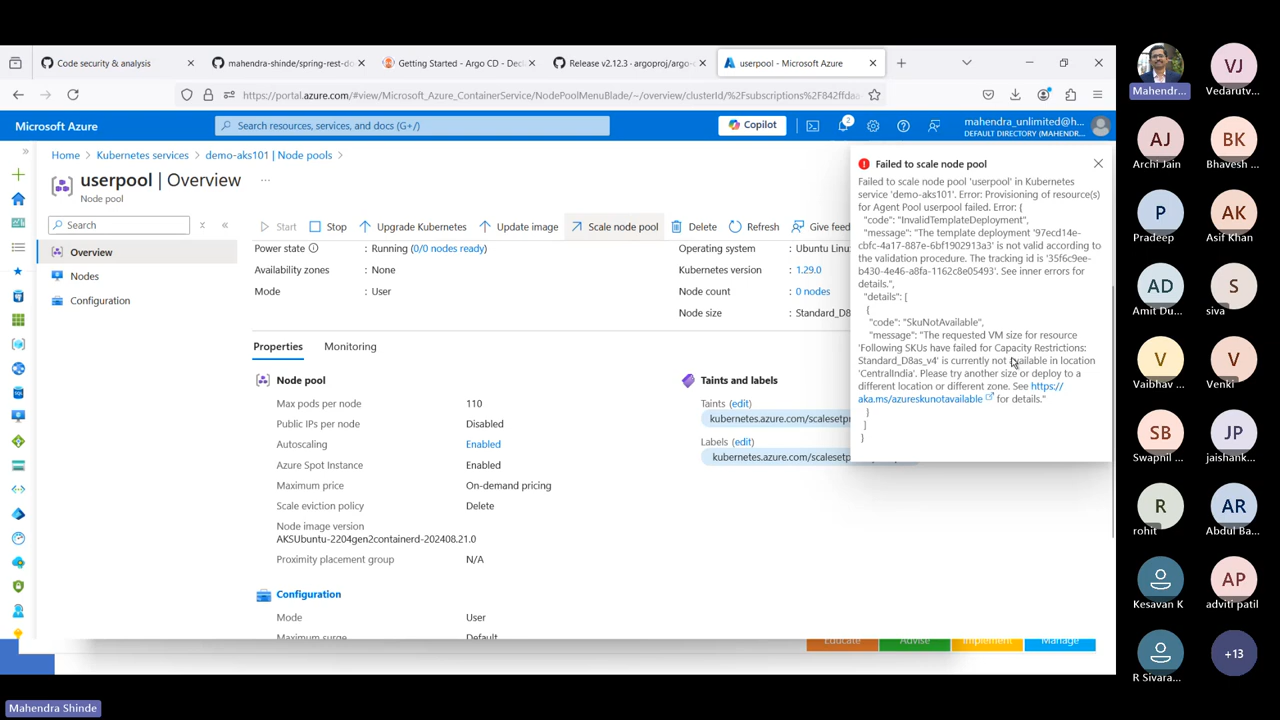 Code security & analysis
mahendra-shinde/spring-rest-do
Getting Started - Argo CD - Decl
Release v2.12.3 · argoproj/argo-c
userpool - Microsoft Azure
https://portal.azure.com/#view/Microsoft_Azure_ContainerService/NodePoolMenuBlade/~/overview/clusterId/%2Fsubscriptions%2F842ffdaa
Microsoft Azure
Search resources, services, and docs (G+/)
Copilot
2
mahendra_unlimited@h...
DEFAULT DIRECTORY (MAHENDR...
Home > Kubernetes services > demo-aks101 | Node pools >
userpool | Overview ...
Node pool
Search
Overview
Nodes
Configuration
Start
Stop
Upgrade Kubernetes
Update image
Scale node pool
Delete
Refresh
Give feed
Power state : Running (0/0 nodes ready)
Availability zones : None
Mode : User
Operating system : Ubuntu Linu
Kubernetes version : 1.29.0
Node count : 0 nodes
Node size : Standard_D8
Properties
Monitoring
Node pool
Max pods per node 110
Public IPs per node Disabled
Autoscaling Enabled
Azure Spot Instance Enabled
Maximum price On-demand pricing
Scale eviction policy Delete
Node image version
AKSUbuntu-2204gen2containerd-202408.21.0
Proximity placement group N/A
Configuration
Mode User
Maximum surge Default
Taints and labels
Taints (edit)
kubernetes.azure.com/scalesetpr
Labels (edit)
kubernetes.azure.com/scalesetp
Failed to scale node pool
Failed to scale node pool 'userpool' in Kubernetes
service 'demo-aks101'. Error: Provisioning of resource(s)
for Agent Pool userpool failed. Error: {
"code": "InvalidTemplateDeployment",
"message": "The template deployment '97ecd14e-
cbfc-4a17-887e-6bf1902913a3' is not valid according to
the validation procedure. The tracking id is '35f6c9ee-
b430-4e46-a8fa-1162c8e05493'. See inner errors for
details.",
"details": [
{
"code": "SkuNotAvailable",
"message": "The requested VM size for resource
'Following SKUs have failed for Capacity Restrictions:
Standard_D8as_v4' is currently not available in location
'CentralIndia'. Please try another size or deploy to a
different location or different zone. See https://
aka.ms/azureskunotavailable for details."
}
]
}
Educate
Advise
Implement
Manage
Mahendr...
VJ
Vedarutv...
AJ
Archi Jain
BK
Bhavesh ...
P
Pradeep
AK
Asif Khan
AD
Amit Du...
S
siva
V
Vaibhav ...
V
Venki
SB
Swapnil ...
JP
jaishank...
R
rohit
AR
Abdul Ba...
Kesavan K
AP
adviti patil
R Sivara...
+13
Mahendra Shinde